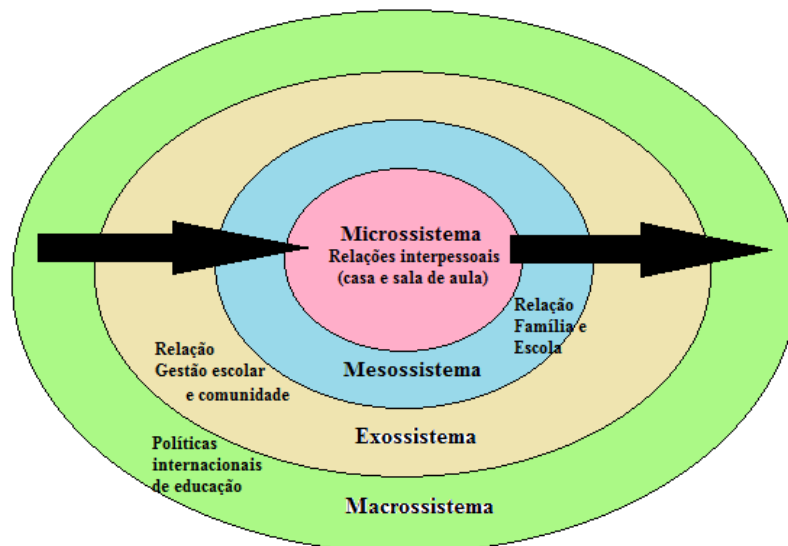 Microssistema
Relações interpessoais
(casa e sala de aula)
Relação
Família e
Escola
Mesossistema
Relação
Gestão escolar
e comunidade
Exossistema
Políticas
internacionais
de educação
Macrossistema